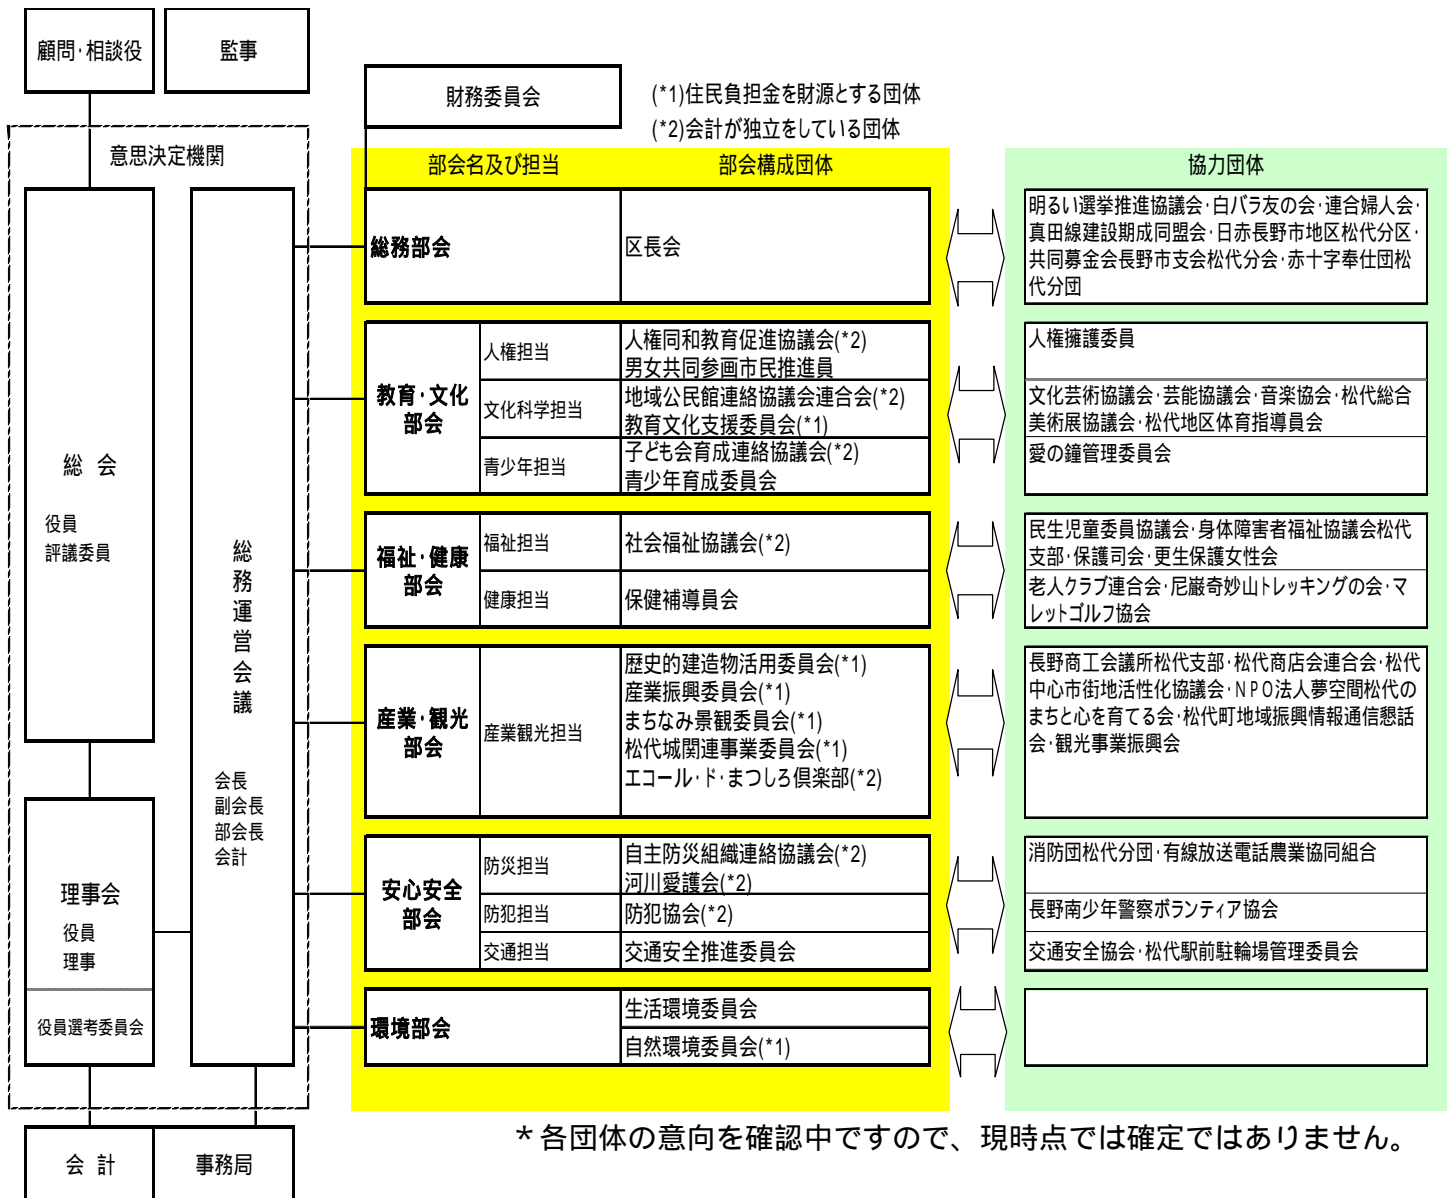 顧問・相談役
監事
財務委員会
(*1)住民負担金を財源とする団体
(*2)会計が独立をしている団体
意思決定機関
部会名及び担当
部会構成団体
協力団体
総 会
役員
評議委員
総務運営会議
会長
副会長
部会長
会計
理事会
役員
理事
役員選考委員会
会 計
事務局
総務部会
区長会
明るい選挙推進協議会・白バラ友の会・連合婦人会・
真田線建設期成同盟会・日赤長野市地区松代分区・
共同募金会長野市支会松代分会・赤十字奉仕団松
代分団
教育・文化
部会
人権担当
人権同和教育促進協議会(*2)
男女共同参画市民推進員
人権擁護委員
文化科学担当
地域公民館連絡協議会連合会(*2)
教育文化支援委員会(*1)
文化芸術協議会・芸能協議会・音楽協会・松代総合
美術展協議会・松代地区体育指導員会
青少年担当
子ども会育成連絡協議会(*2)
青少年育成委員会
愛の鐘管理委員会
福祉・健康
部会
福祉担当
社会福祉協議会(*2)
民生児童委員協議会・身体障害者福祉協議会松代
支部・保護司会・更生保護女性会
健康担当
保健補導員会
老人クラブ連合会・尼巌奇妙山トレッキングの会・マ
レットゴルフ協会
産業・観光
部会
産業観光担当
歴史的建造物活用委員会(*1)
産業振興委員会(*1)
まちなみ景観委員会(*1)
松代城関連事業委員会(*1)
エコール・ド・まつしろ倶楽部(*2)
長野商工会議所松代支部・松代商店会連合会・松代
中心市街地活性化協議会・NPO法人夢空間松代の
まちと心を育てる会・松代町地域振興情報通信懇話
会・観光事業振興会
安心安全
部会
防災担当
自主防災組織連絡協議会(*2)
河川愛護会(*2)
消防団松代分団・有線放送電話農業協同組合
防犯担当
防犯協会(*2)
長野南少年警察ボランティア協会
交通担当
交通安全推進委員会
交通安全協会・松代駅前駐輪場管理委員会
環境部会
生活環境委員会
自然環境委員会(*1)
*各団体の意向を確認中ですので、現時点では確定ではありません。